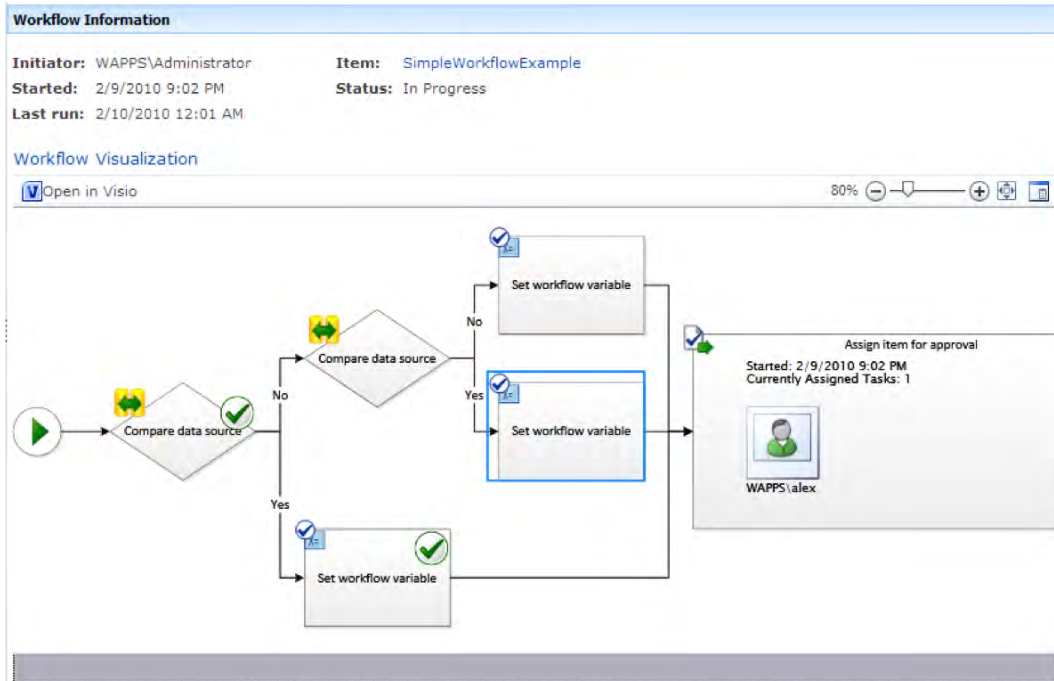 Workflow Information
Initiator: WAPPS\Administrator Item: SimpleWorkflowExample
Started: 2/9/2010 9:02 PM Status: In Progress
Last run: 2/10/2010 12:01 AM
Workflow Visualization
V Open in Visio 80%
Set workflow variable
No
Compare data source
Assign item for approval
Started: 2/9/2010 9:02 PM
Currently Assigned Tasks: 1
No
Yes
Compare data source
Set workflow variable
WAPPS\alex
Yes
Set workflow variable